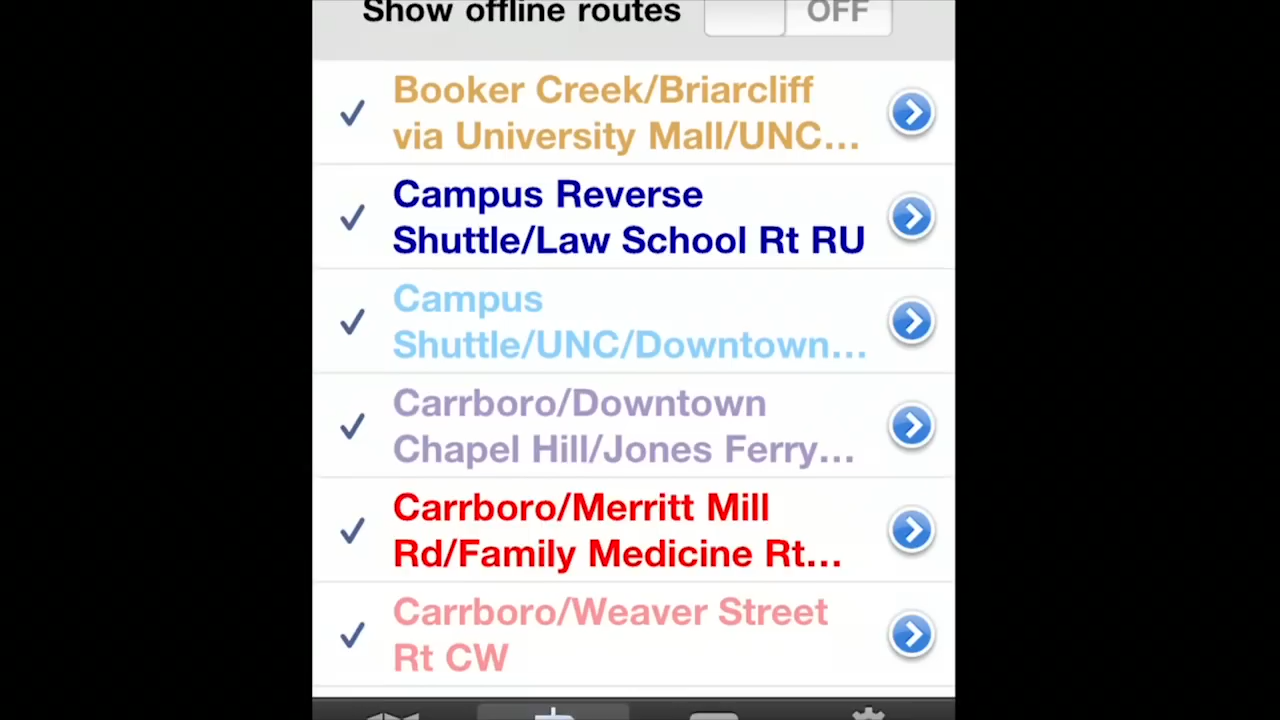 Show offline routes OFF
Booker Creek/Briarcliff
via University Mall/UNC...
Campus Reverse
Shuttle/Law School Rt RU
Campus
Shuttle/UNC/Downtown...
Carrboro/Downtown
Chapel Hill/Jones Ferry...
Carrboro/Merritt Mill
Rd/Family Medicine Rt...
Carrboro/Weaver Street
Rt CW